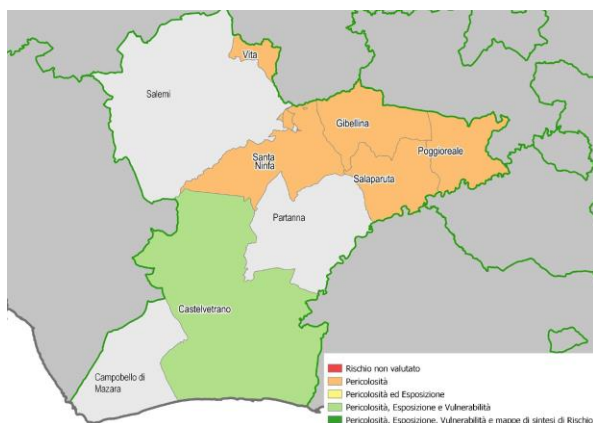 Vita
Salemi
Gibellina
Santa
Ninfa
Poggioreale
Salaparuta
Partanna
Castelvetrano
Campobello di
Mazara
Rischio non valutato
Pericolosità
Pericolosità ed Esposizione
Pericolosità, Esposizione e Vulnerabilità
Pericolosità, Esposizione, Vulnerabilità e mappe di sintesi di Rischio